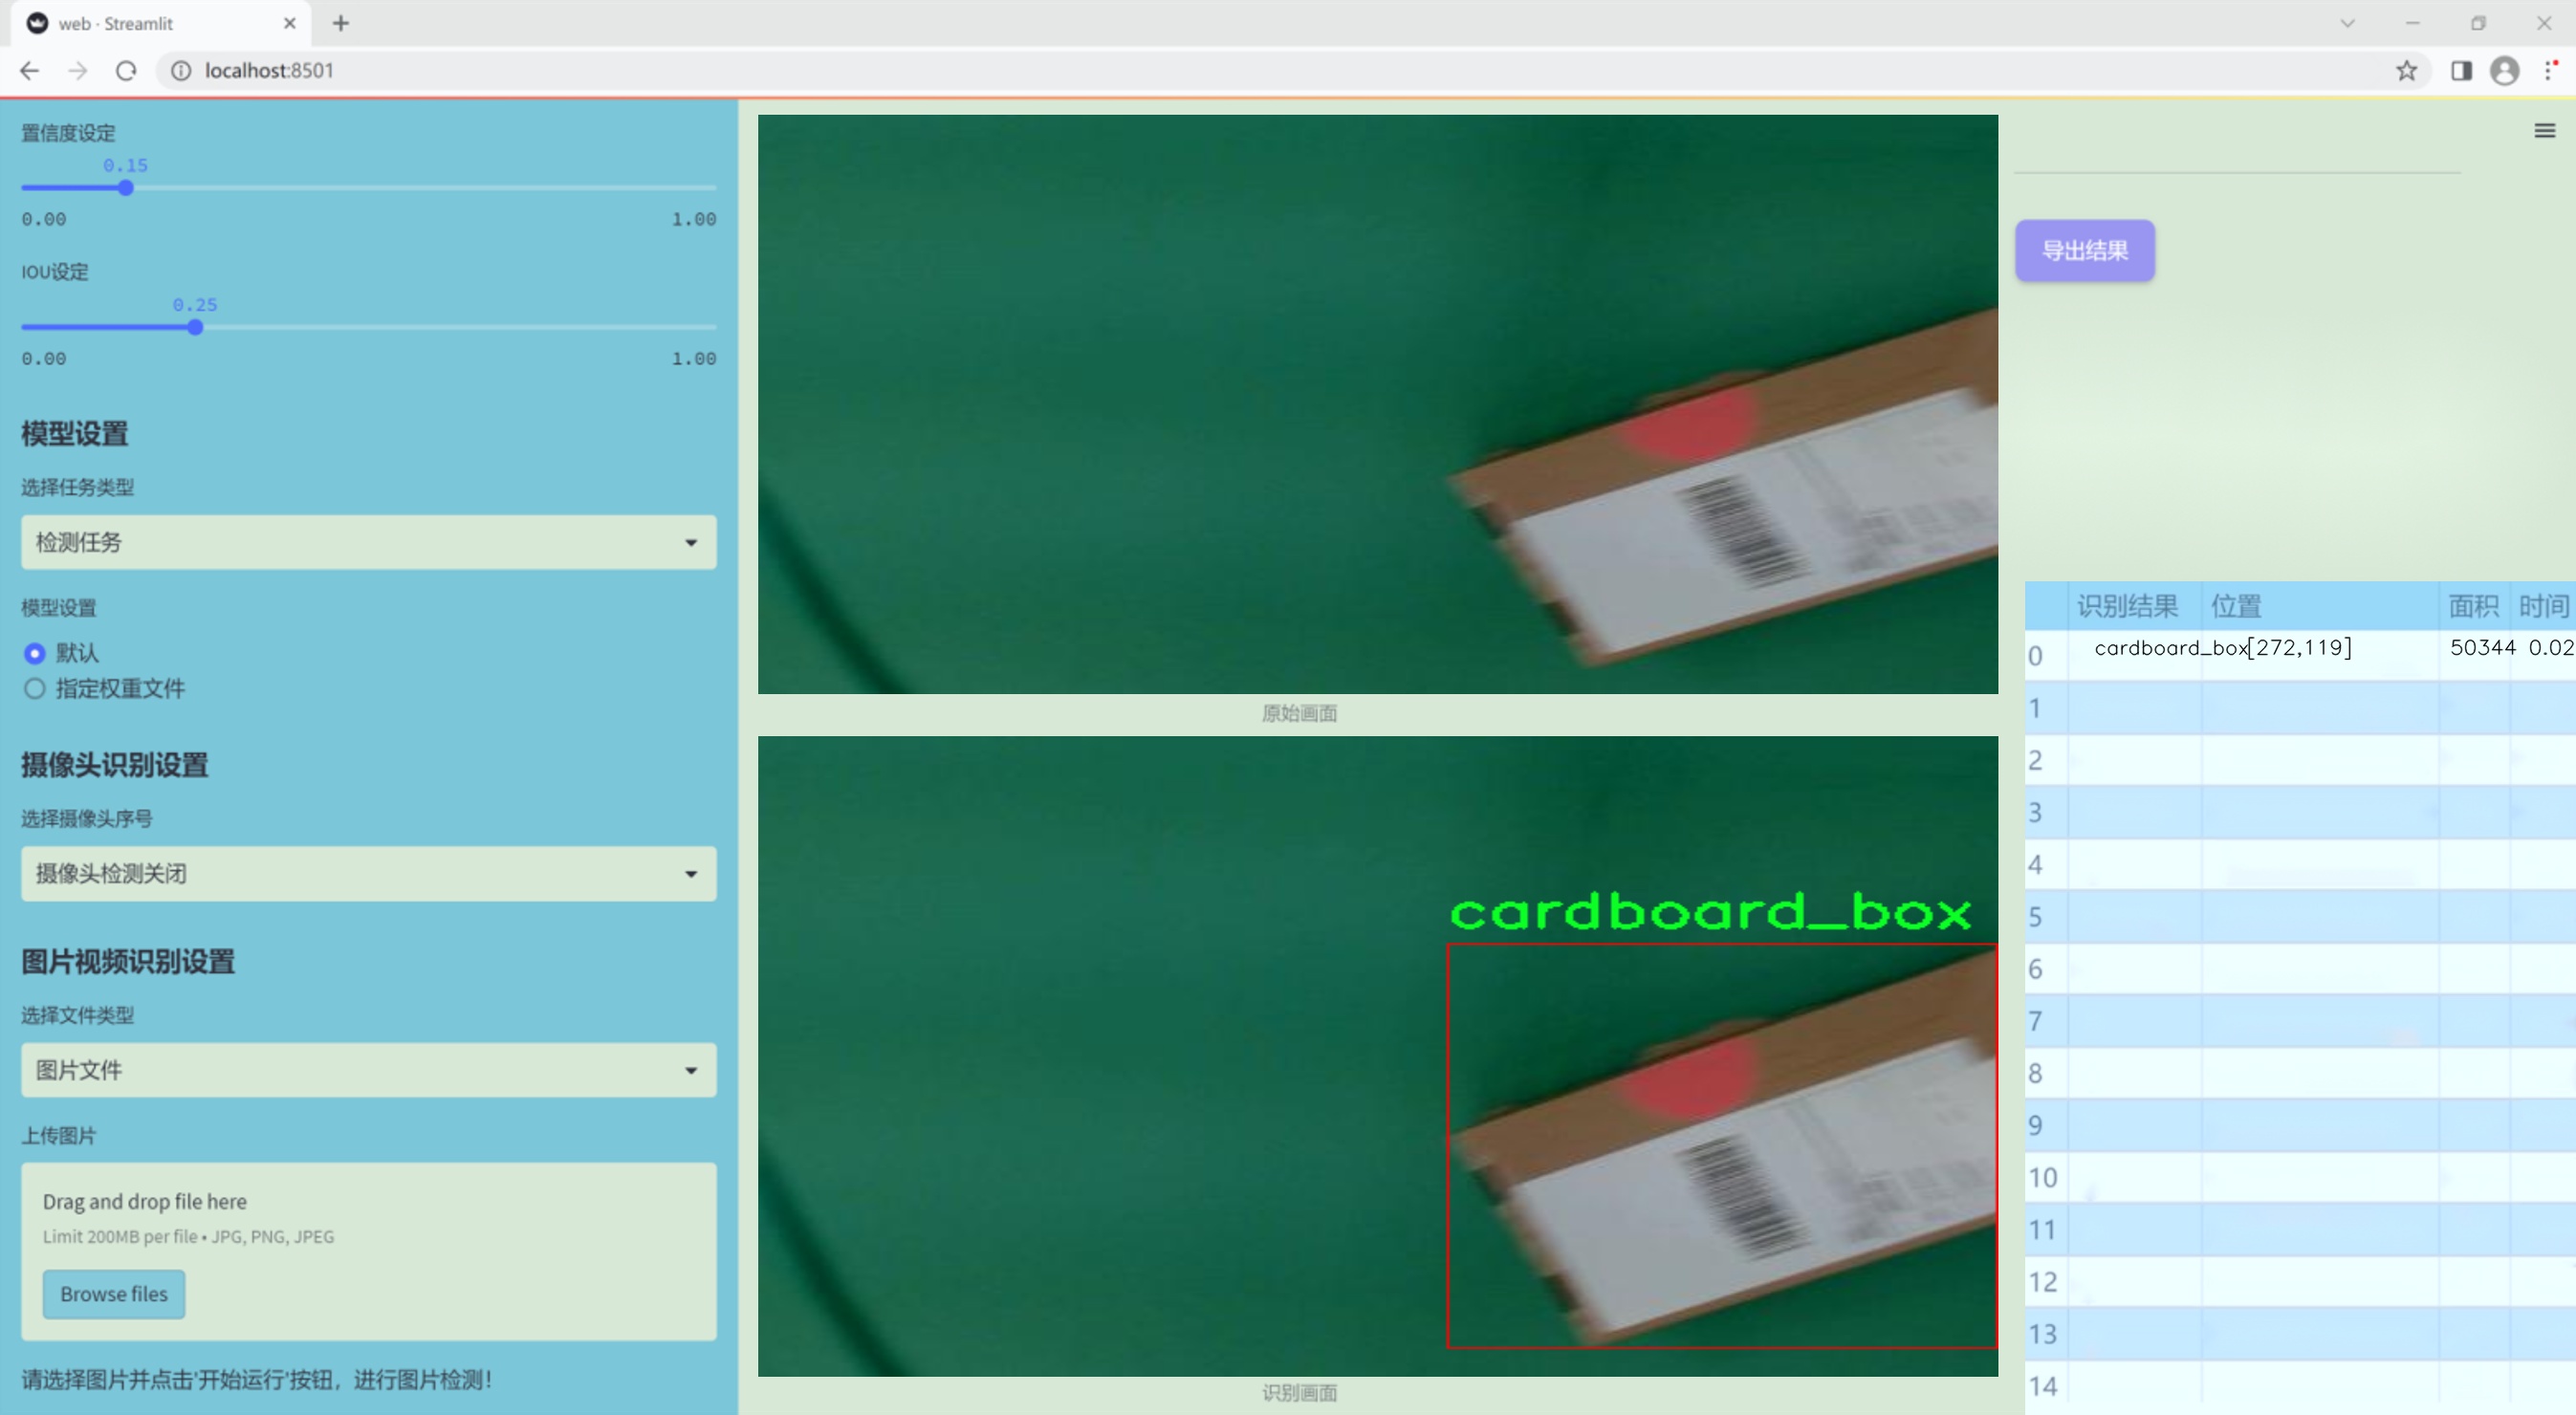 web · Streamlit
localhost:8501
置信度设定
0.15
0.00 1.00
IOU设定
0.25
0.00 1.00
模型设置
选择任务类型
检测任务
模型设置
默认
指定权重文件
摄像头识别设置
选择摄像头序号
摄像头检测关闭
图片视频识别设置
选择文件类型
图片文件
上传图片
Drag and drop file here
Limit 200MB per file • JPG, PNG, JPEG
Browse files
请选择图片并点击'开始运行'按钮，进行图片检测！
原始画面
cardboard_box
识别画面
导出结果
识别结果 位置 面积 时间
0 cardboard_box [272,119] 50344 0.02
1
2
3
4
5
6
7
8
9
10
11
12
13
14